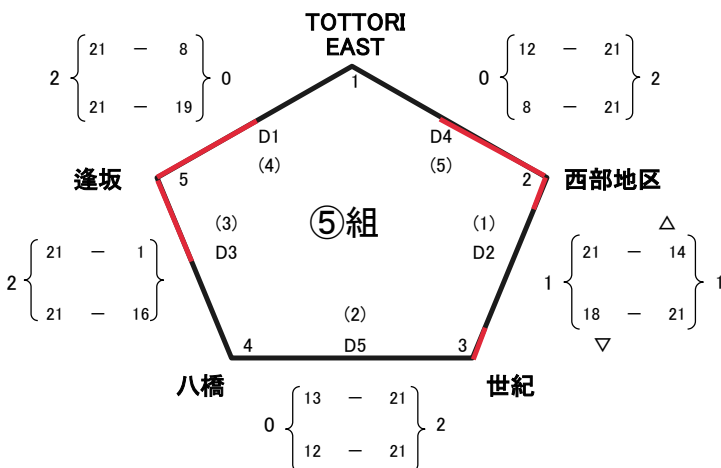 TOTTORI
EAST
2 { 21 － 8 } 0
21 － 19
0 { 12 － 21 } 2
8 － 21
1
D1
(4)
D4
(5)
逢坂
5
2
西部地区
(3)
D3
⑤組
(1)
D2
2 { 21 － 1 }
21 － 16
△
1 { 21 － 14 } 1
18 － 21
▽
(2)
D5
4
3
八橋
世紀
0 { 13 － 21 } 2
12 － 21